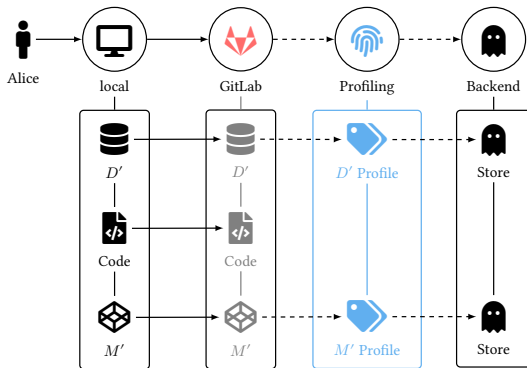 Alice
local
GitLab
Profiling
Backend
D′
D′
D′ Profile
Store
Code
Code
M′
M′
M′ Profile
Store